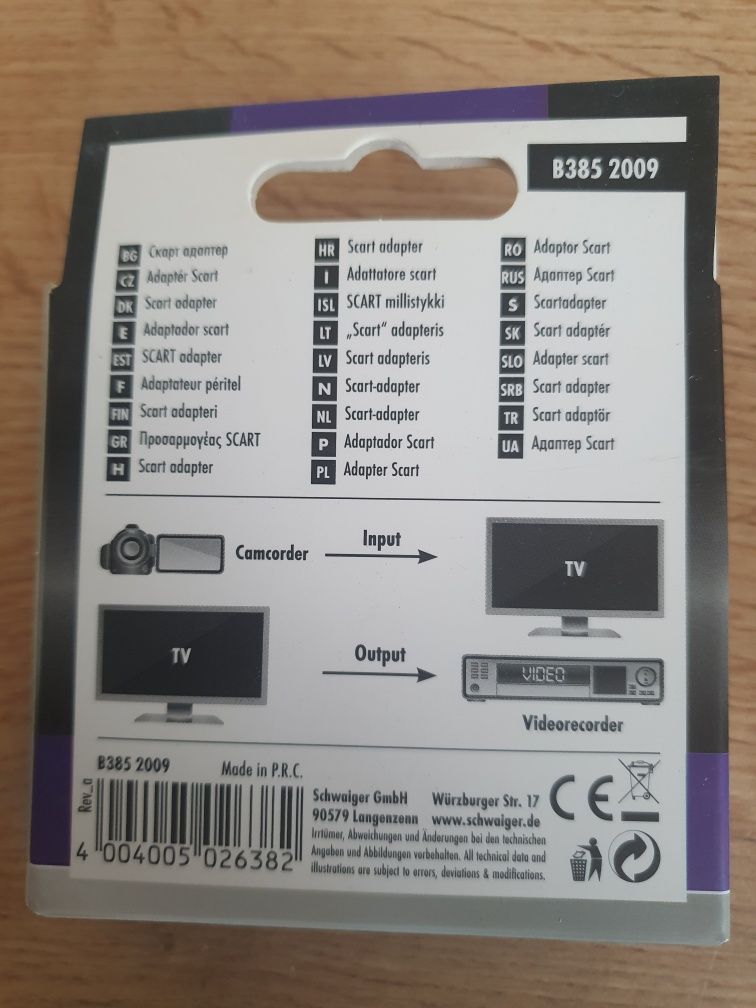 B385 2009
BG Скарт адаптер
CZ Adaptér Scart
DK Scart adapter
E Adaptador scart
EST SCART adapter
F Adaptateur péritel
FIN Scart adapteri
GR Προσαρμογέας SCART
H Scart adapter
HR Scart adapter
I Adattatore scart
ISL SCART millistykki
LT „Scart“ adapteris
LV Scart adapteris
N Scart-adapter
NL Scart-adapter
P Adaptador Scart
PL Adapter Scart
RO Adaptor Scart
RUS Адаптер Scart
S Scartadapter
SK Scart adaptér
SLO Adapter scart
SRB Scart adapter
TR Scart adaptör
UA Адаптер Scart
Camcorder
Input
TV
TV
Output
VIDEO
Videorecorder
B385 2009
Made in P.R.C.
Rev_a
4 004005 026382
Schwaiger GmbH Würzburger Str. 17
90579 Langenzenn www.schwaiger.de
Irrtümer, Abweichungen und Änderungen bei den technischen
Angaben und Abbildungen vorbehalten. All technical data and
illustrations are subject to errors, deviations & modifications.
CE